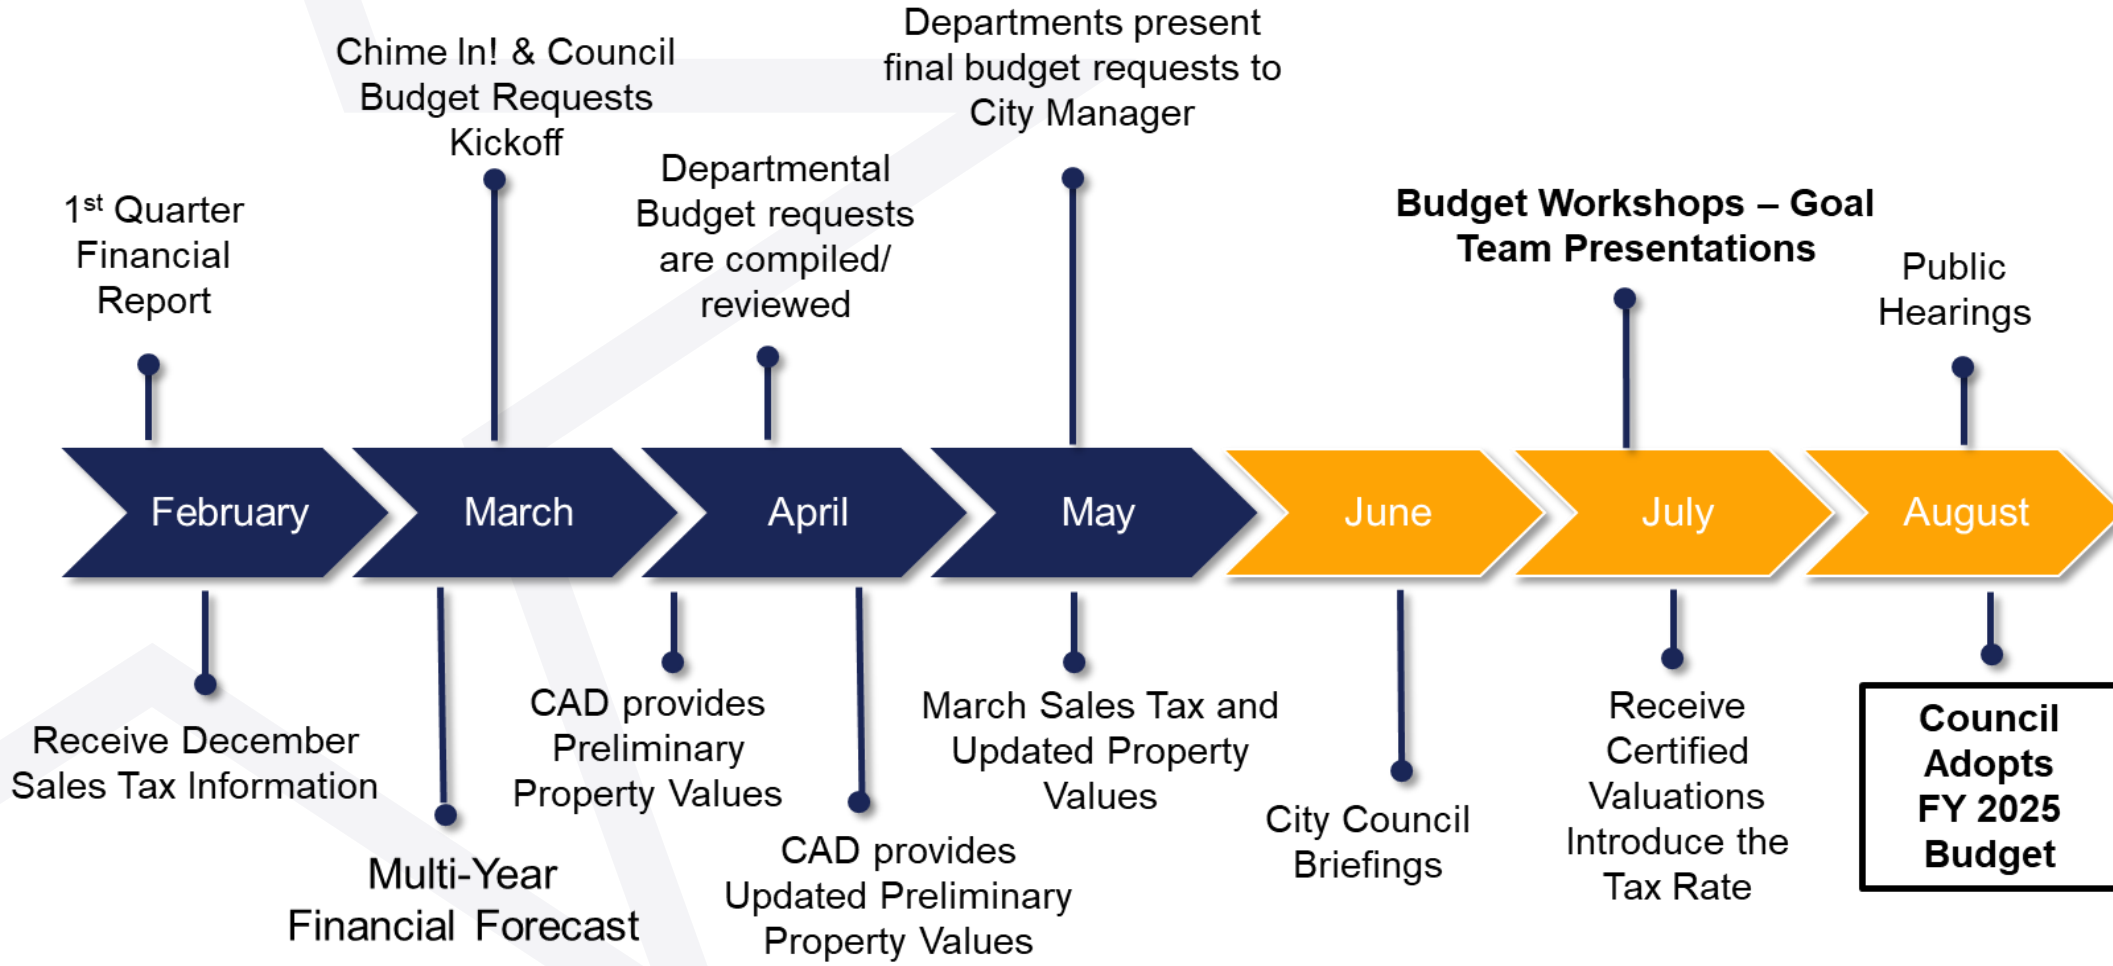 1st Quarter
Financial
Report
Chime In! & Council
Budget Requests
Kickoff
Departmental
Budget requests
are compiled/
reviewed
Departments present
final budget requests to
City Manager
Budget Workshops – Goal
Team Presentations
Public
Hearings
February
March
April
May
June
July
August
Receive December
Sales Tax Information
Multi-Year
Financial Forecast
CAD provides
Preliminary
Property Values
CAD provides
Updated Preliminary
Property Values
March Sales Tax and
Updated Property
Values
City Council
Briefings
Receive
Certified
Valuations
Introduce the
Tax Rate
Council
Adopts
FY 2025
Budget